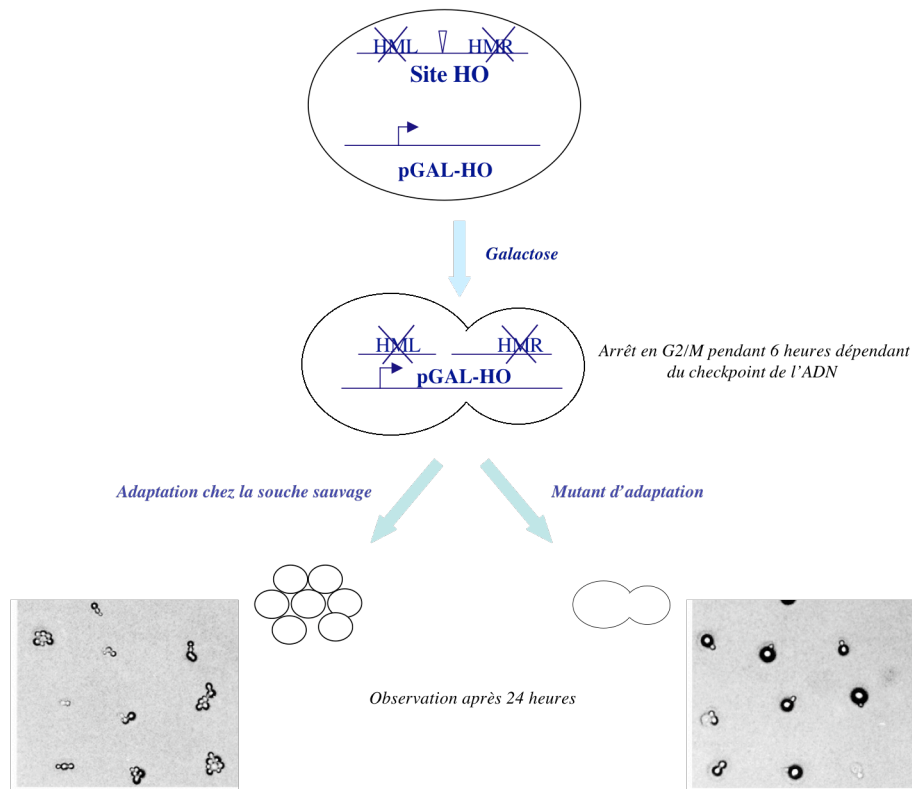 HML HMR
Site HO
pGAL-HO
Galactose
HML HMR
pGAL-HO
Arrêt en G2/M pendant 6 heures dépendant
du checkpoint de l'ADN
Adaptation chez la souche sauvage
Mutant d'adaptation
Observation après 24 heures